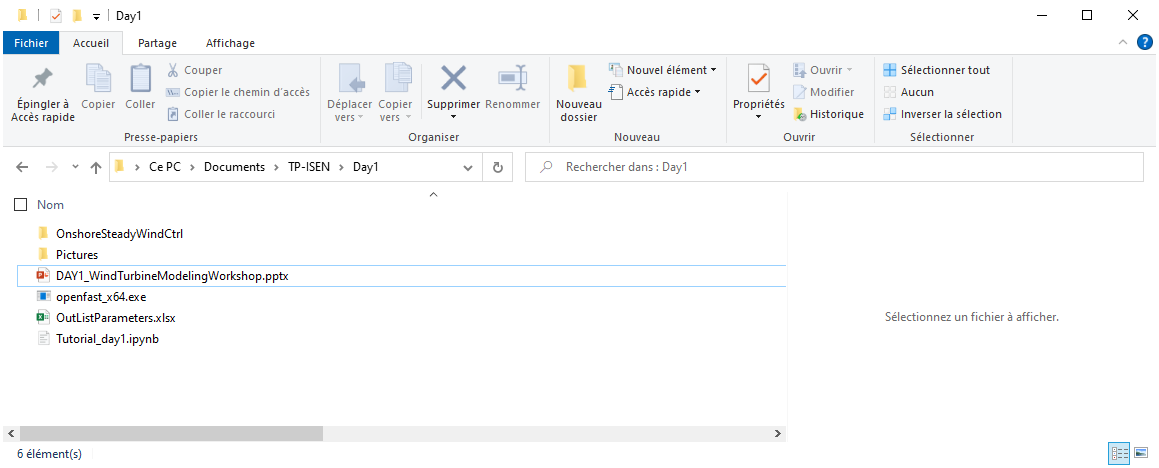 Day1
Fichier Accueil Partage Affichage
Épingler à Accès rapide
Copier
Coller
Couper
Copier le chemin d'accès
Coller le raccourci
Presse-papiers
Déplacer vers
Copier vers
Supprimer
Renommer
Organiser
Nouveau dossier
Nouvel élément
Accès rapide
Nouveau
Propriétés
Ouvrir
Modifier
Historique
Ouvrir
Sélectionner tout
Aucun
Inverser la sélection
Sélectionner
Ce PC > Documents > TP-ISEN > Day1
Rechercher dans : Day1
Nom
OnshoreSteadyWindCtrl
Pictures
DAY1_WindTurbineModelingWorkshop.pptx
openfast_x64.exe
OutListParameters.xlsx
Tutorial_day1.ipynb
Sélectionnez un fichier à afficher.
6 élément(s)